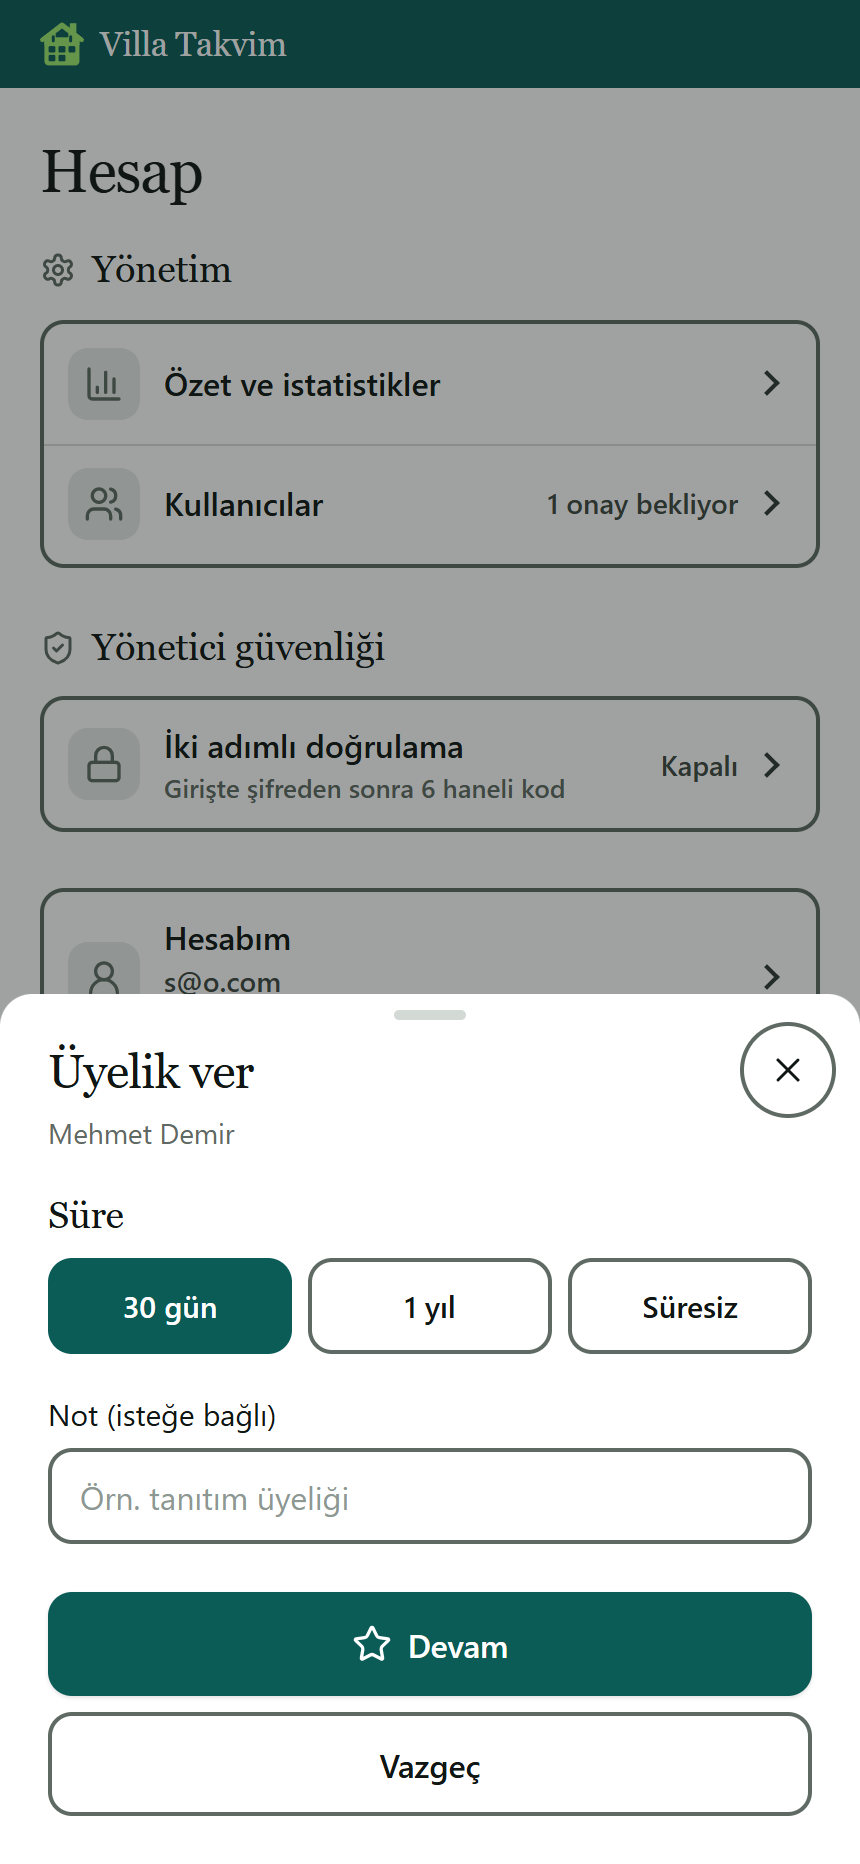 Villa Takvim
Hesap
Yönetim
Özet ve istatistikler
Kullanıcılar
1 onay bekliyor
Yönetici güvenliği
İki adımlı doğrulama
Girişte şifreden sonra 6 haneli kod
Kapalı
Hesabım
s@o.com
Üyelik ver
Mehmet Demir
Süre
30 gün
1 yıl
Süresiz
Not (isteğe bağlı)
Örn. tanıtım üyeliği
Devam
Vazgeç